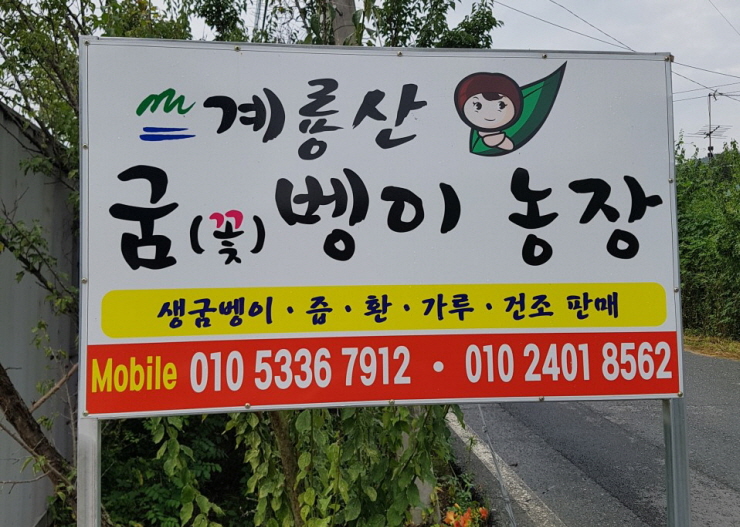 계룡산
굼(꽃)벵이 농장
생굼벵이 · 즙 · 환 · 가루 · 건조 판매
Mobile 010 5336 7912 · 010 2401 8562